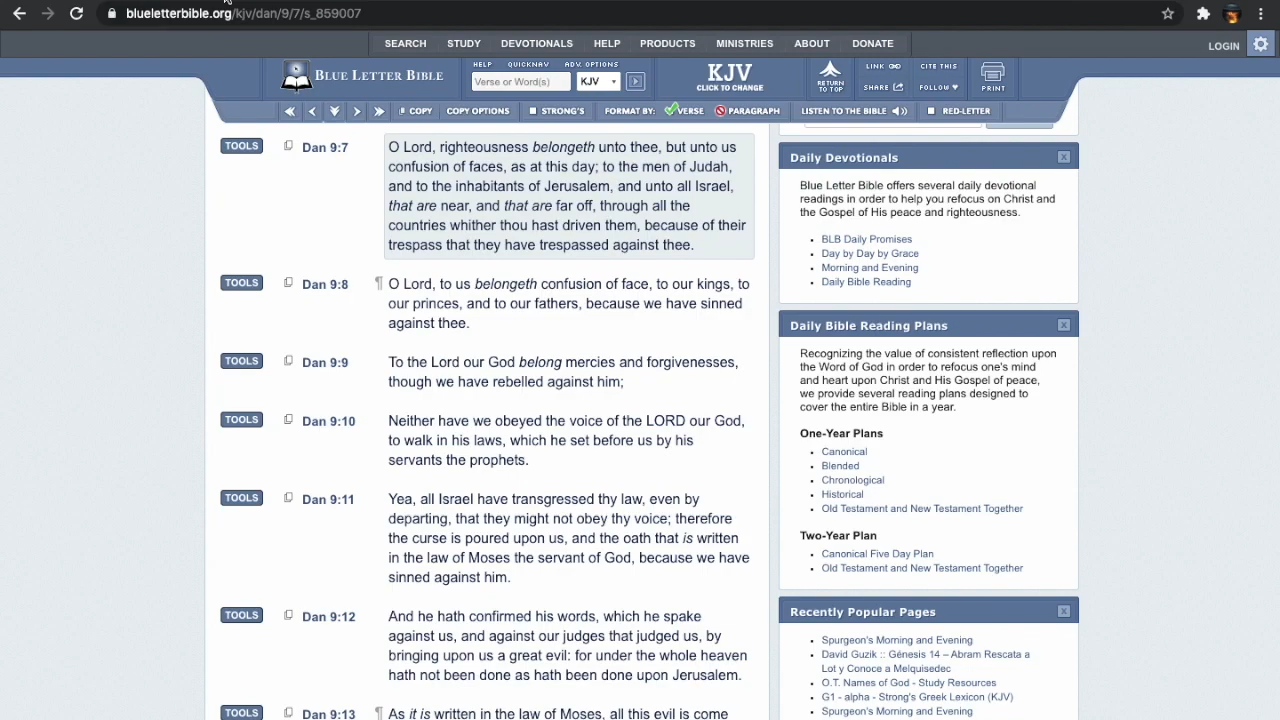 blueletterbible.org/kjv/dan/9/7/s_859007
SEARCH STUDY DEVOTIONALS HELP PRODUCTS MINISTRIES ABOUT DONATE
LOGIN
BLUE LETTER BIBLE
HELP QUICKNAV ADV. OPTIONS
Verse or Word(s) KJV
KJV
CLICK TO CHANGE
RETURN
TO TOP
LINK CITE THIS
SHARE FOLLOW
PRINT
COPY COPY OPTIONS STRONG'S FORMAT BY: VERSE PARAGRAPH LISTEN TO THE BIBLE RED-LETTER
TOOLS Dan 9:7 O Lord, righteousness belongeth unto thee, but unto us
confusion of faces, as at this day; to the men of Judah,
and to the inhabitants of Jerusalem, and unto all Israel,
that are near, and that are far off, through all the
countries whither thou hast driven them, because of their
trespass that they have trespassed against thee.
TOOLS Dan 9:8 ¶ O Lord, to us belongeth confusion of face, to our kings, to
our princes, and to our fathers, because we have sinned
against thee.
TOOLS Dan 9:9 To the Lord our God belong mercies and forgivenesses,
though we have rebelled against him;
TOOLS Dan 9:10 Neither have we obeyed the voice of the LORD our God,
to walk in his laws, which he set before us by his
servants the prophets.
TOOLS Dan 9:11 Yea, all Israel have transgressed thy law, even by
departing, that they might not obey thy voice; therefore
the curse is poured upon us, and the oath that is written
in the law of Moses the servant of God, because we have
sinned against him.
TOOLS Dan 9:12 And he hath confirmed his words, which he spake
against us, and against our judges that judged us, by
bringing upon us a great evil: for under the whole heaven
hath not been done as hath been done upon Jerusalem.
TOOLS Dan 9:13 ¶ As it is written in the law of Moses, all this evil is come
Daily Devotionals
Blue Letter Bible offers several daily devotional
readings in order to help you refocus on Christ and
the Gospel of His peace and righteousness.
BLB Daily Promises
Day by Day by Grace
Morning and Evening
Daily Bible Reading
Daily Bible Reading Plans
Recognizing the value of consistent reflection upon
the Word of God in order to refocus one's mind
and heart upon Christ and His Gospel of peace,
we provide several reading plans designed to
cover the entire Bible in a year.
One-Year Plans
Canonical
Blended
Chronological
Historical
Old Testament and New Testament Together
Two-Year Plan
Canonical Five Day Plan
Old Testament and New Testament Together
Recently Popular Pages
Spurgeon's Morning and Evening
David Guzik :: Génesis 14 – Abram Rescata a
Lot y Conoce a Melquisedec
O.T. Names of God - Study Resources
G1 - alpha - Strong's Greek Lexicon (KJV)
Spurgeon's Morning and Evening